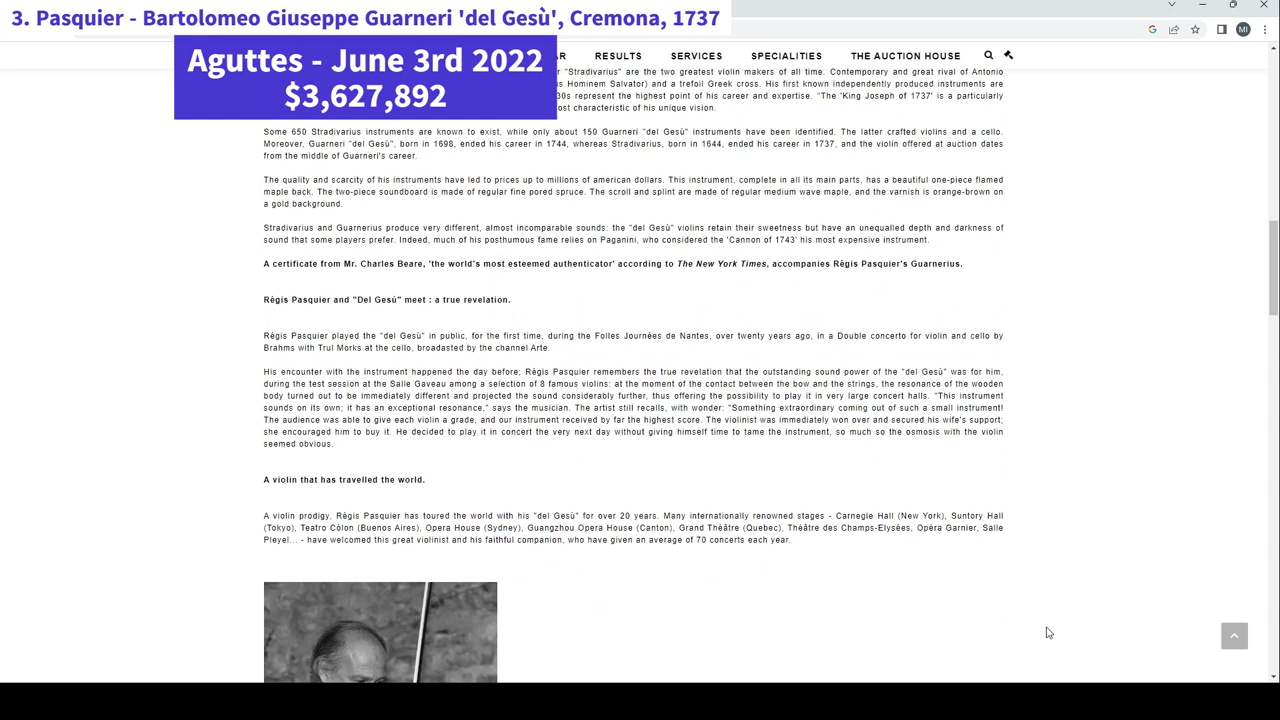 3. Pasquier - Bartolomeo Giuseppe Guarneri 'del Gesù', Cremona, 1737
Aguttes - June 3rd 2022
$3,627,892
MI
RESULTS SERVICES SPECIALITIES THE AUCTION HOUSE
"Stradivarius" are the two greatest violin makers of all time. Contemporary and great rival of Antonio
Hominem Salvator) and a trefoil Greek cross. His first known independently produced instruments are
represent the highest point of his career and expertise. "The 'King Joseph of 1737' is a particularly
most characteristic of his unique vision.
Some 650 Stradivarius instruments are known to exist, while only about 150 Guarneri "del Gesù" instruments have been identified. The latter crafted violins and a cello.
Moreover, Guarneri "del Gesù", born in 1698, ended his career in 1744, whereas Stradivarius, born in 1644, ended his career in 1737, and the violin offered at auction dates
from the middle of Guarneri's career.
The quality and scarcity of his instruments have led to prices up to millions of american dollars. This instrument, complete in all its main parts, has a beautiful one-piece flamed
maple back. The two-piece soundboard is made of regular fine pored spruce. The scroll and splint are made of regular medium wave maple, and the varnish is orange-brown on
a gold background.
Stradivarius and Guarnerius produce very different, almost incomparable sounds: the "del Gesù" violins retain their sweetness but have an unequalled depth and darkness of
sound that some players prefer. Indeed, much of his posthumous fame relies on Paganini, who considered the 'Cannon of 1743' his most expensive instrument.
A certificate from Mr. Charles Beare, 'the world's most esteemed authenticator' according to The New York Times, accompanies Régis Pasquier's Guarnerius.
Régis Pasquier and "Del Gesù" meet : a true revelation.
Régis Pasquier played the "del Gesù" in public, for the first time, during the Folles Journées de Nantes, over twenty years ago, in a Double concerto for violin and cello by
Brahms with Trul Morks at the cello, broadasted by the channel Arte.
His encounter with the instrument happened the day before; Régis Pasquier remembers the true revelation that the outstanding sound power of the "del Gesù" was for him,
during the test session at the Salle Gaveau among a selection of 8 famous violins: at the moment of the contact between the bow and the strings, the resonance of the wooden
body turned out to be immediately different and projected the sound considerably further, thus offering the possibility to play it in very large concert halls. "This instrument
sounds on its own; it has an exceptional resonance," says the musician. The artist still recalls, with wonder: "Something extraordinary coming out of such a small instrument!
The audience was able to give each violin a grade, and our instrument received by far the highest score. The violinist was immediately won over and secured his wife's support;
she encouraged him to buy it. He decided to play it in concert the very next day without giving himself time to tame the instrument, so much so the osmosis with the violin
seemed obvious.
A violin that has travelled the world.
A violin prodigy, Régis Pasquier has toured the world with his "del Gesù" for over 20 years. Many internationally renowned stages - Carnegie Hall (New York), Suntory Hall
(Tokyo), Teatro Còlon (Buenos Aires), Opera House (Sydney), Guangzhou Opera House (Canton), Grand Théâtre (Quebec), Théâtre des Champs-Elysées, Opéra Garnier, Salle
Pleyel... - have welcomed this great violinist and his faithful companion, who have given an average of 70 concerts each year.